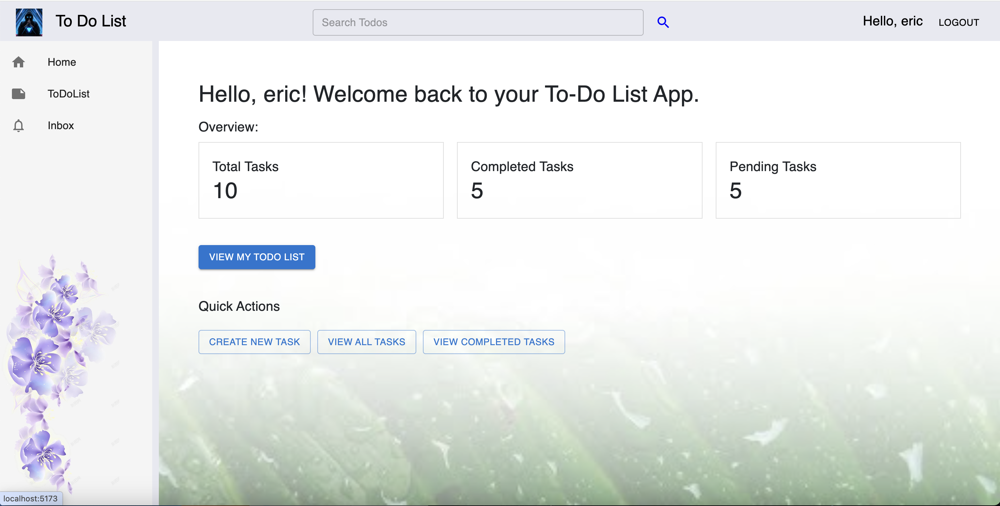 To Do List
Search Todos
Hello, eric
LOGOUT
Home
ToDoList
Inbox
Hello, eric! Welcome back to your To-Do List App.
Overview:
Total Tasks
10
Completed Tasks
5
Pending Tasks
5
VIEW MY TODO LIST
Quick Actions
CREATE NEW TASK
VIEW ALL TASKS
VIEW COMPLETED TASKS
localhost:5173